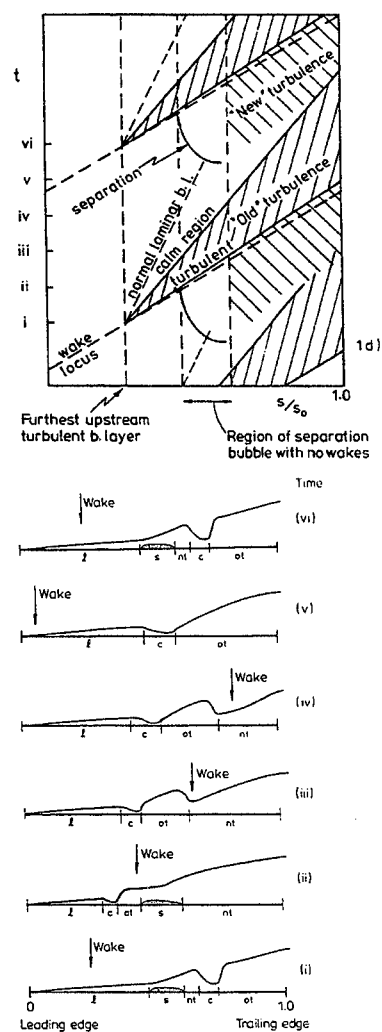 t
vi
v
iv
iii
ii
i
"New" turbulence
separation
normal laminar b.l.
calm region
turbulent
"Old" turbulence
wake
locus
1d)
s/s₀
1.0
Furthest upstream
turbulent b. layer
Region of separation
bubble with no wakes
Time
Wake
(vi)
l s nt c ot
Wake
(v)
l c ot
Wake
(iv)
l c ot nt
Wake
(iii)
l c ot nt
Wake
(ii)
l c ot s nt
Wake
(i)
l s nt c ot
0 1.0
Leading edge Trailing edge